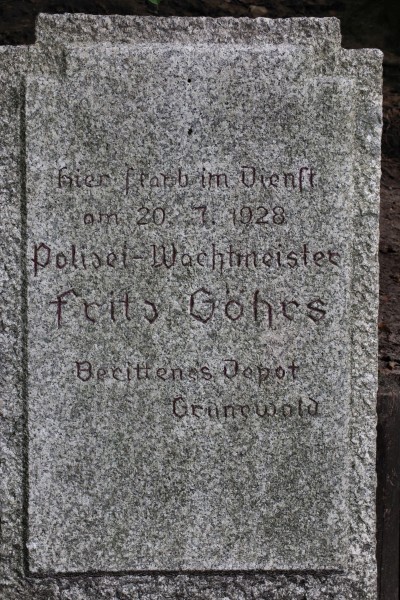 Hier starb im Dienst
am 20. 7. 1928
Polizei-Wachtmeister
Fritz Göhrs
Berittenes Depot
Grunewald